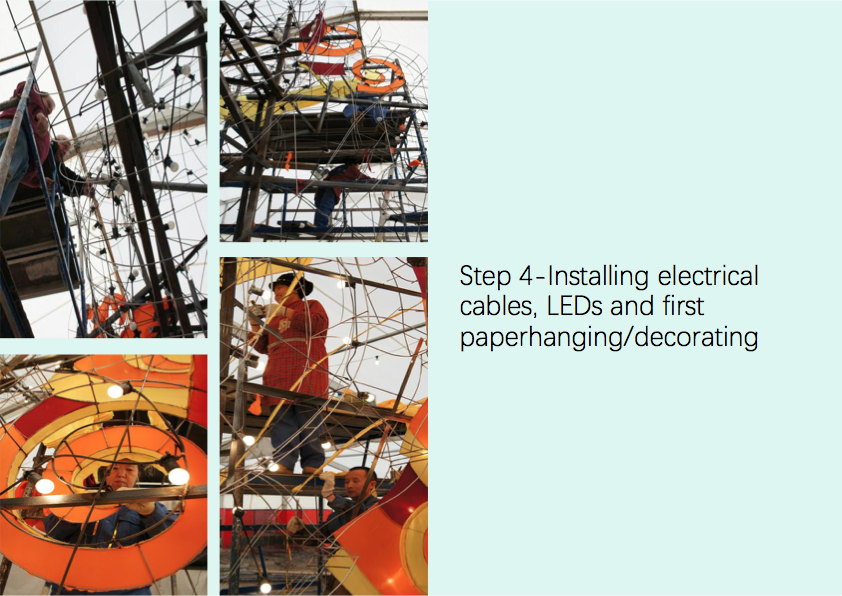 Step 4-Installing electrical
cables, LEDs and first
paperhanging/decorating